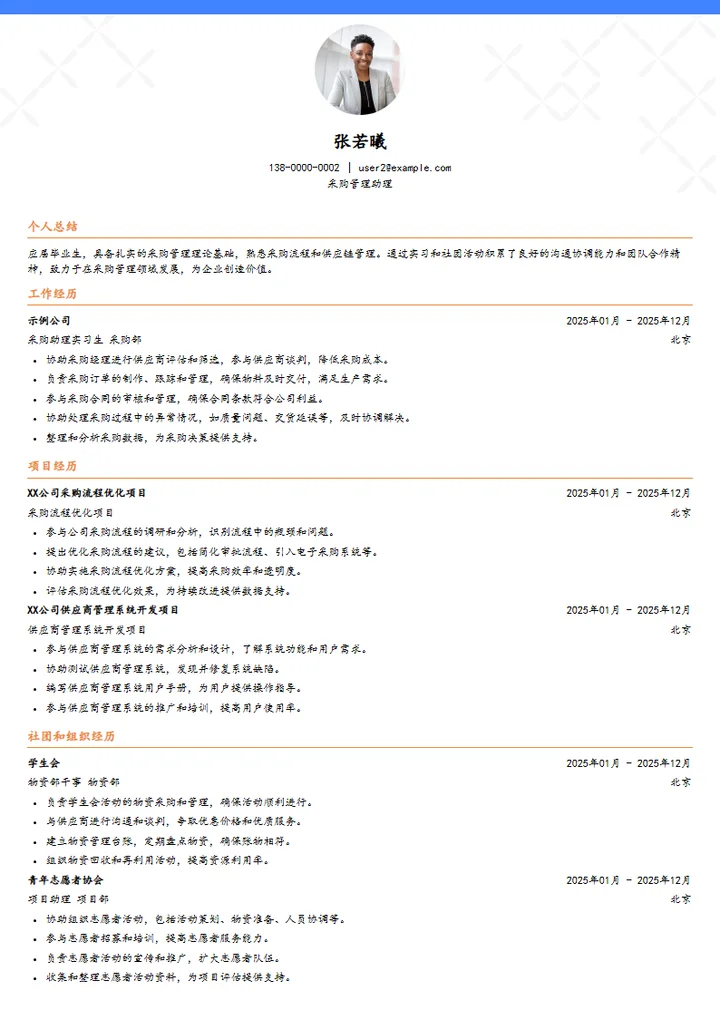 张若曦
138-0000-0002 | user2@example.com
采购管理助理
个人总结
应届毕业生，具备扎实的采购管理理论基础，熟悉采购流程和供应链管理。通过实习和社团活动积累了良好的沟通协调能力和团队合作精
神，致力于在采购管理领域发展，为企业创造价值。
工作经历
示例公司 2025年01月 - 2025年12月
采购助理实习生 采购部 北京
• 协助采购经理进行供应商评估和筛选，参与供应商谈判，降低采购成本。
• 负责采购订单的制作、跟踪和管理，确保物料及时交付，满足生产需求。
• 参与采购合同的审核和管理，确保合同条款符合公司利益。
• 协助处理采购过程中的异常情况，如质量问题、交货延误等，及时协调解决。
• 整理和分析采购数据，为采购决策提供支持。
项目经历
XX公司采购流程优化项目 2025年01月 - 2025年12月
采购流程优化项目 北京
• 参与公司采购流程的调研和分析，识别流程中的瓶颈和问题。
• 提出优化采购流程的建议，包括简化审批流程、引入电子采购系统等。
• 协助实施采购流程优化方案，提高采购效率和透明度。
• 评估采购流程优化效果，为持续改进提供数据支持。
XX公司供应商管理系统开发项目 2025年01月 - 2025年12月
供应商管理系统开发项目 北京
• 参与供应商管理系统的需求分析和设计，了解系统功能和用户需求。
• 协助测试供应商管理系统，发现并修复系统缺陷。
• 编写供应商管理系统用户手册，为用户提供操作指导。
• 参与供应商管理系统的推广和培训，提高用户使用率。
社团和组织经历
学生会 2025年01月 - 2025年12月
物资部干事 物资部 北京
• 负责学生会活动的物资采购和管理，确保活动顺利进行。
• 与供应商进行沟通和谈判，争取优惠价格和优质服务。
• 建立物资管理台账，定期盘点物资，确保账物相符。
• 组织物资回收和再利用活动，提高资源利用率。
青年志愿者协会 2025年01月 - 2025年12月
项目助理 项目部 北京
• 协助组织志愿者活动，包括活动策划、物资准备、人员协调等。
• 参与志愿者招募和培训，提高志愿者服务能力。
• 负责志愿者活动的宣传和推广，扩大志愿者队伍。
• 收集和整理志愿者活动资料，为项目评估提供支持。